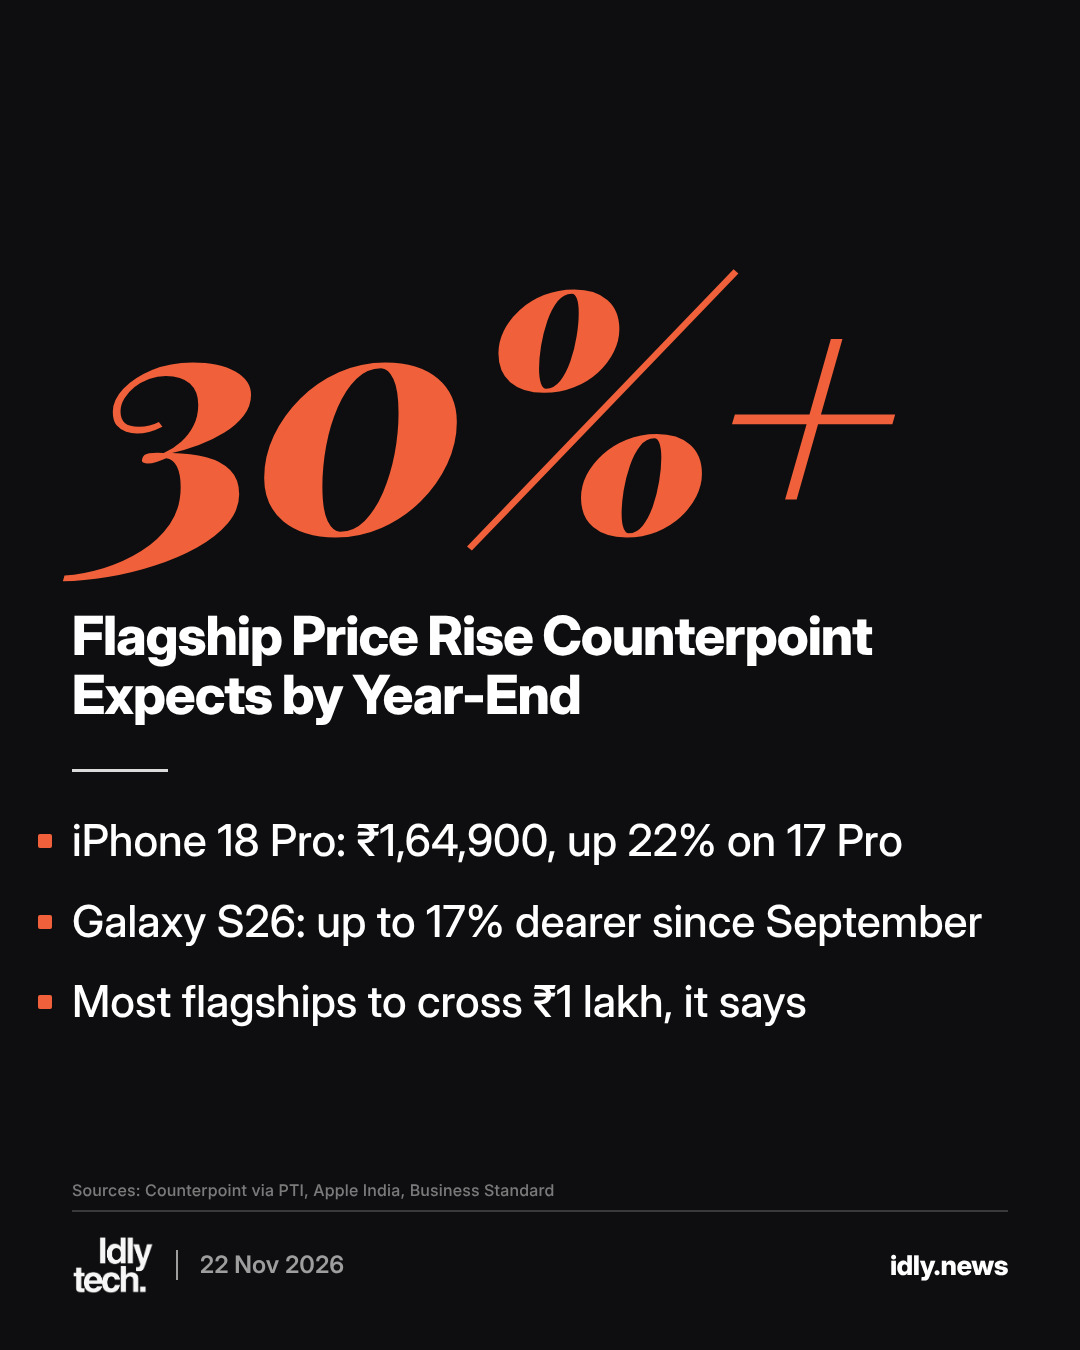 30%+
Flagship Price Rise Counterpoint
Expects by Year-End
iPhone 18 Pro: ₹1,64,900, up 22% on 17 Pro
Galaxy S26: up to 17% dearer since September
Most flagships to cross ₹1 lakh, it says
Sources: Counterpoint via PTI, Apple India, Business Standard
Idly
tech.
22 Nov 2026
idly.news